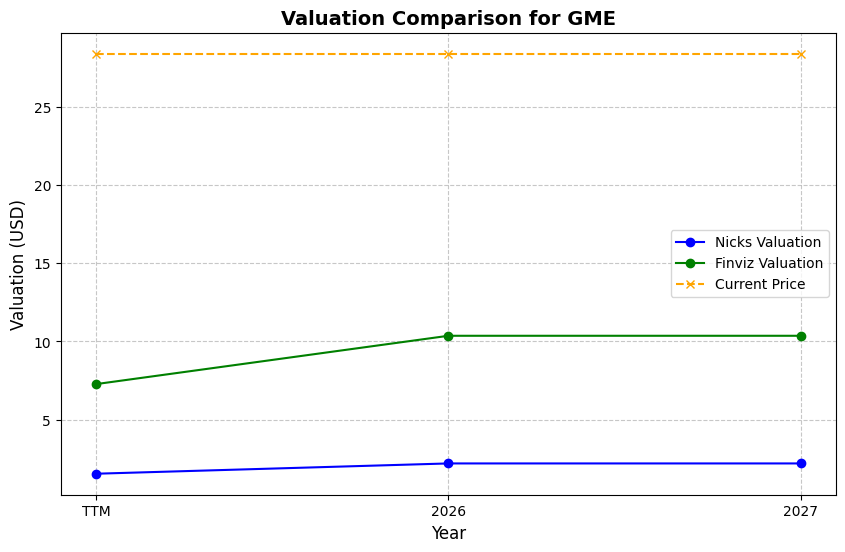 Valuation Comparison for GME
Valuation (USD)
25
20
15
10
5
Nicks Valuation
Finviz Valuation
Current Price
TTM
2026
2027
Year